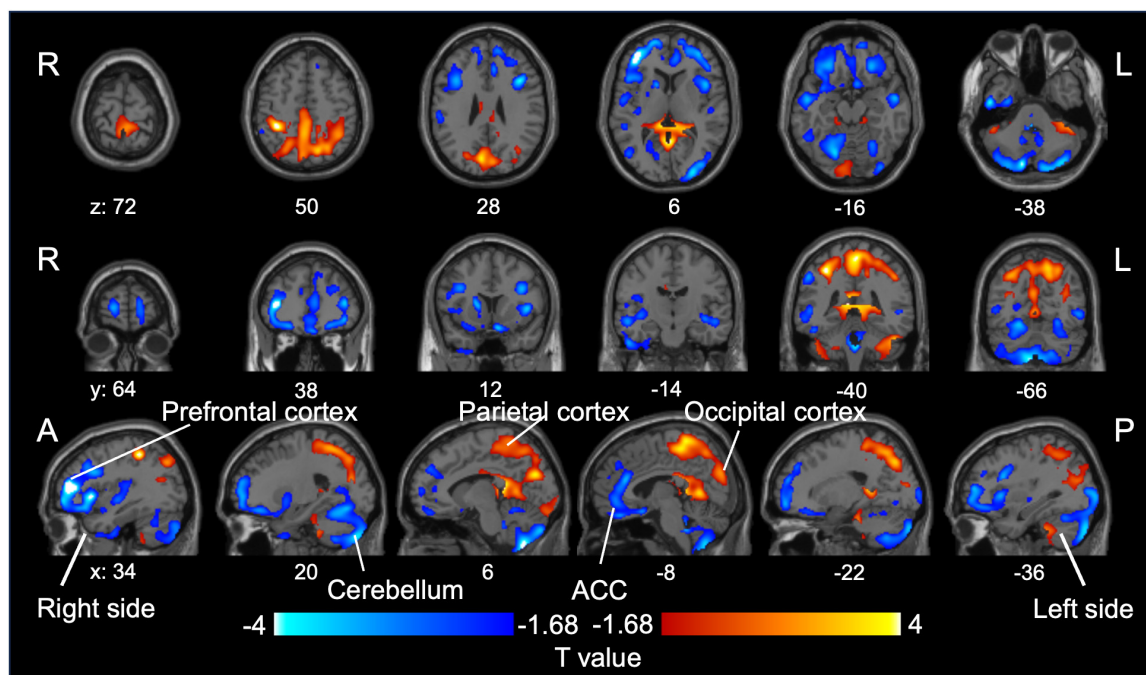 R L
z: 72 50 28 6 -16 -38
R L
y: 64 38 12 -14 -40 -66
Prefrontal cortex Parietal cortex Occipital cortex
A P
x: 34 20 6 -8 -22 -36
Right side Cerebellum ACC Left side
-4 -1.68 -1.68 4
T value